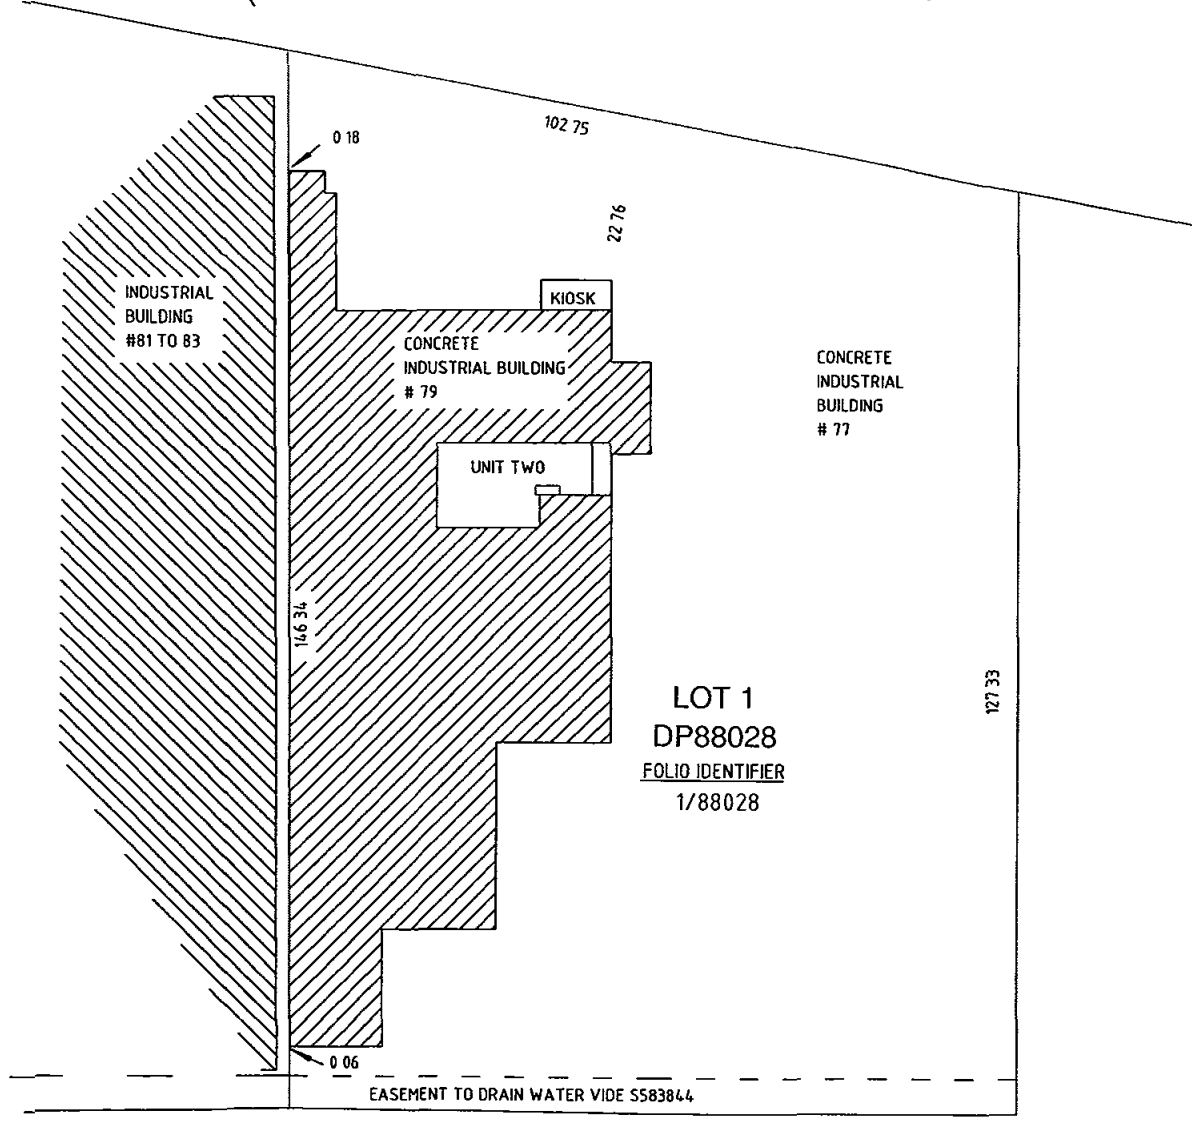 102 75
0 18
22 76
INDUSTRIAL
BUILDING
#81 TO 83
KIOSK
CONCRETE
INDUSTRIAL BUILDING
# 79
CONCRETE
INDUSTRIAL
BUILDING
# 77
UNIT TWO
146 34
LOT 1
DP88028
FOLIO IDENTIFIER
1/88028
127 33
0 06
EASEMENT TO DRAIN WATER VIDE S583844